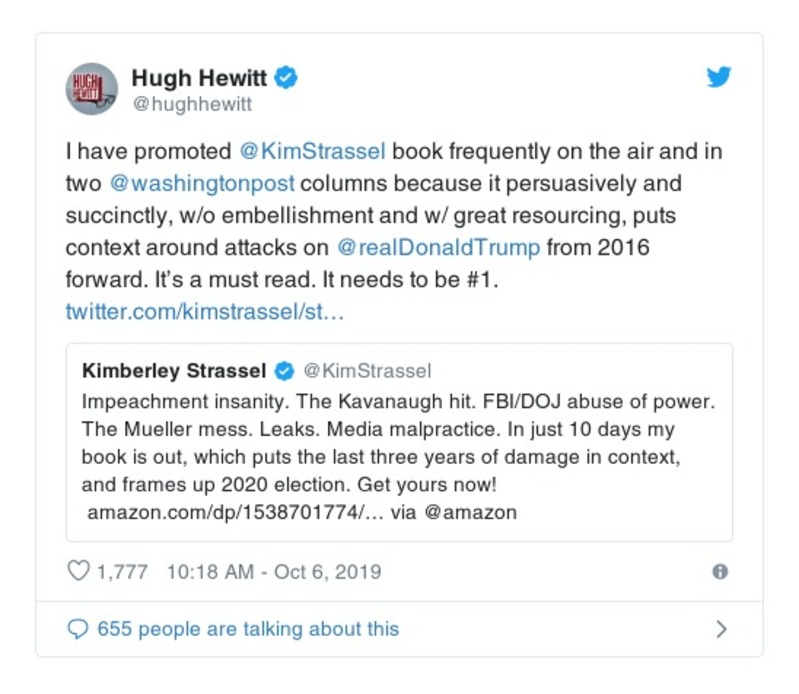 HUGH
HEWITT
Hugh Hewitt
@hughhewitt
I have promoted @KimStrassel book frequently on the air and in
two @washingtonpost columns because it persuasively and
succinctly, w/o embellishment and w/ great resourcing, puts
context around attacks on @realDonaldTrump from 2016
forward. It’s a must read. It needs to be #1.
twitter.com/kimstrassel/st…
Kimberley Strassel @KimStrassel
Impeachment insanity. The Kavanaugh hit. FBI/DOJ abuse of power.
The Mueller mess. Leaks. Media malpractice. In just 10 days my
book is out, which puts the last three years of damage in context,
and frames up 2020 election. Get yours now!
amazon.com/dp/1538701774/… via @amazon
1,777 10:18 AM - Oct 6, 2019
655 people are talking about this